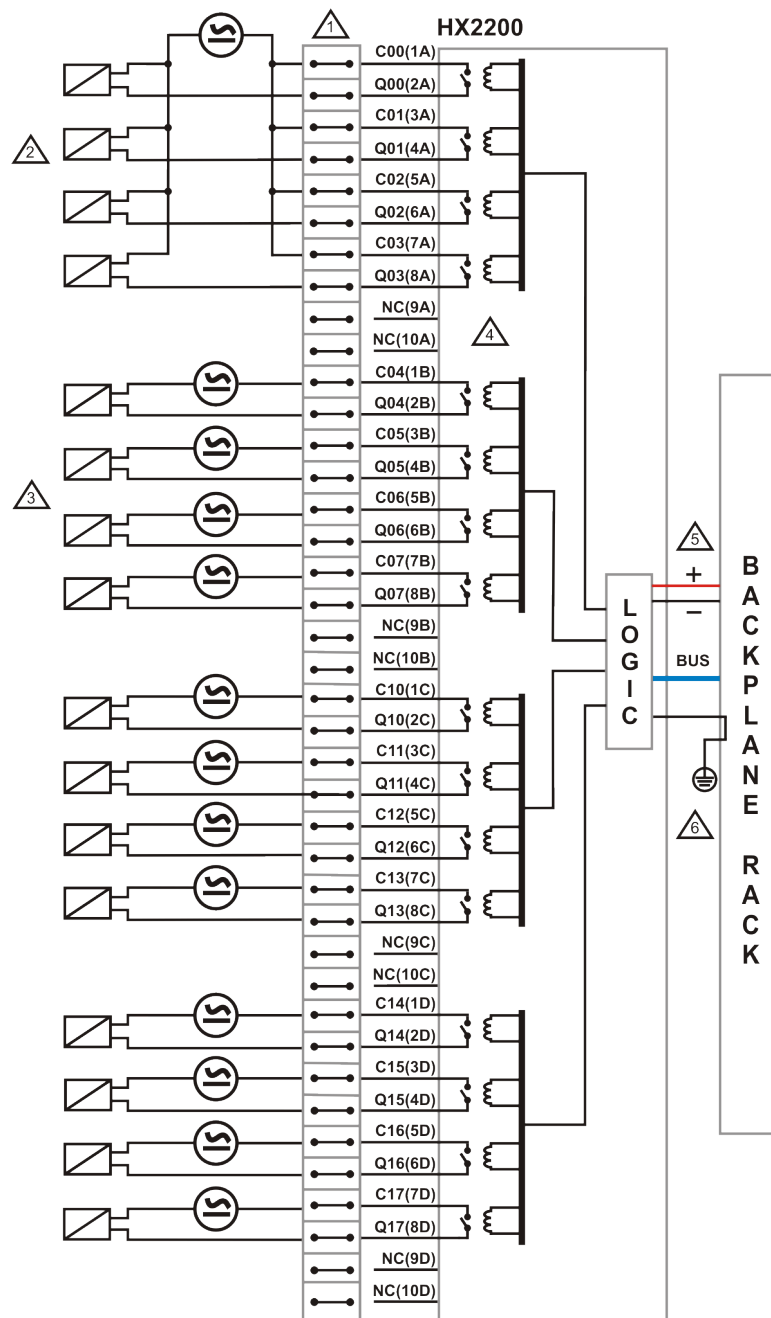 1
HX2200
C00(1A)
Q00(2A)
C01(3A)
2
Q01(4A)
C02(5A)
Q02(6A)
C03(7A)
Q03(8A)
NC(9A)
4
NC(10A)
C04(1B)
Q04(2B)
C05(3B)
Q05(4B)
3
C06(5B)
Q06(6B)
C07(7B)
Q07(8B)
NC(9B)
NC(10B)
5
+
−
BUS
LOGIC
BACKPLANE RACK
6
C10(1C)
Q10(2C)
C11(3C)
Q11(4C)
C12(5C)
Q12(6C)
C13(7C)
Q13(8C)
NC(9C)
NC(10C)
C14(1D)
Q14(2D)
C15(3D)
Q15(4D)
C16(5D)
Q16(6D)
C17(7D)
Q17(8D)
NC(9D)
NC(10D)